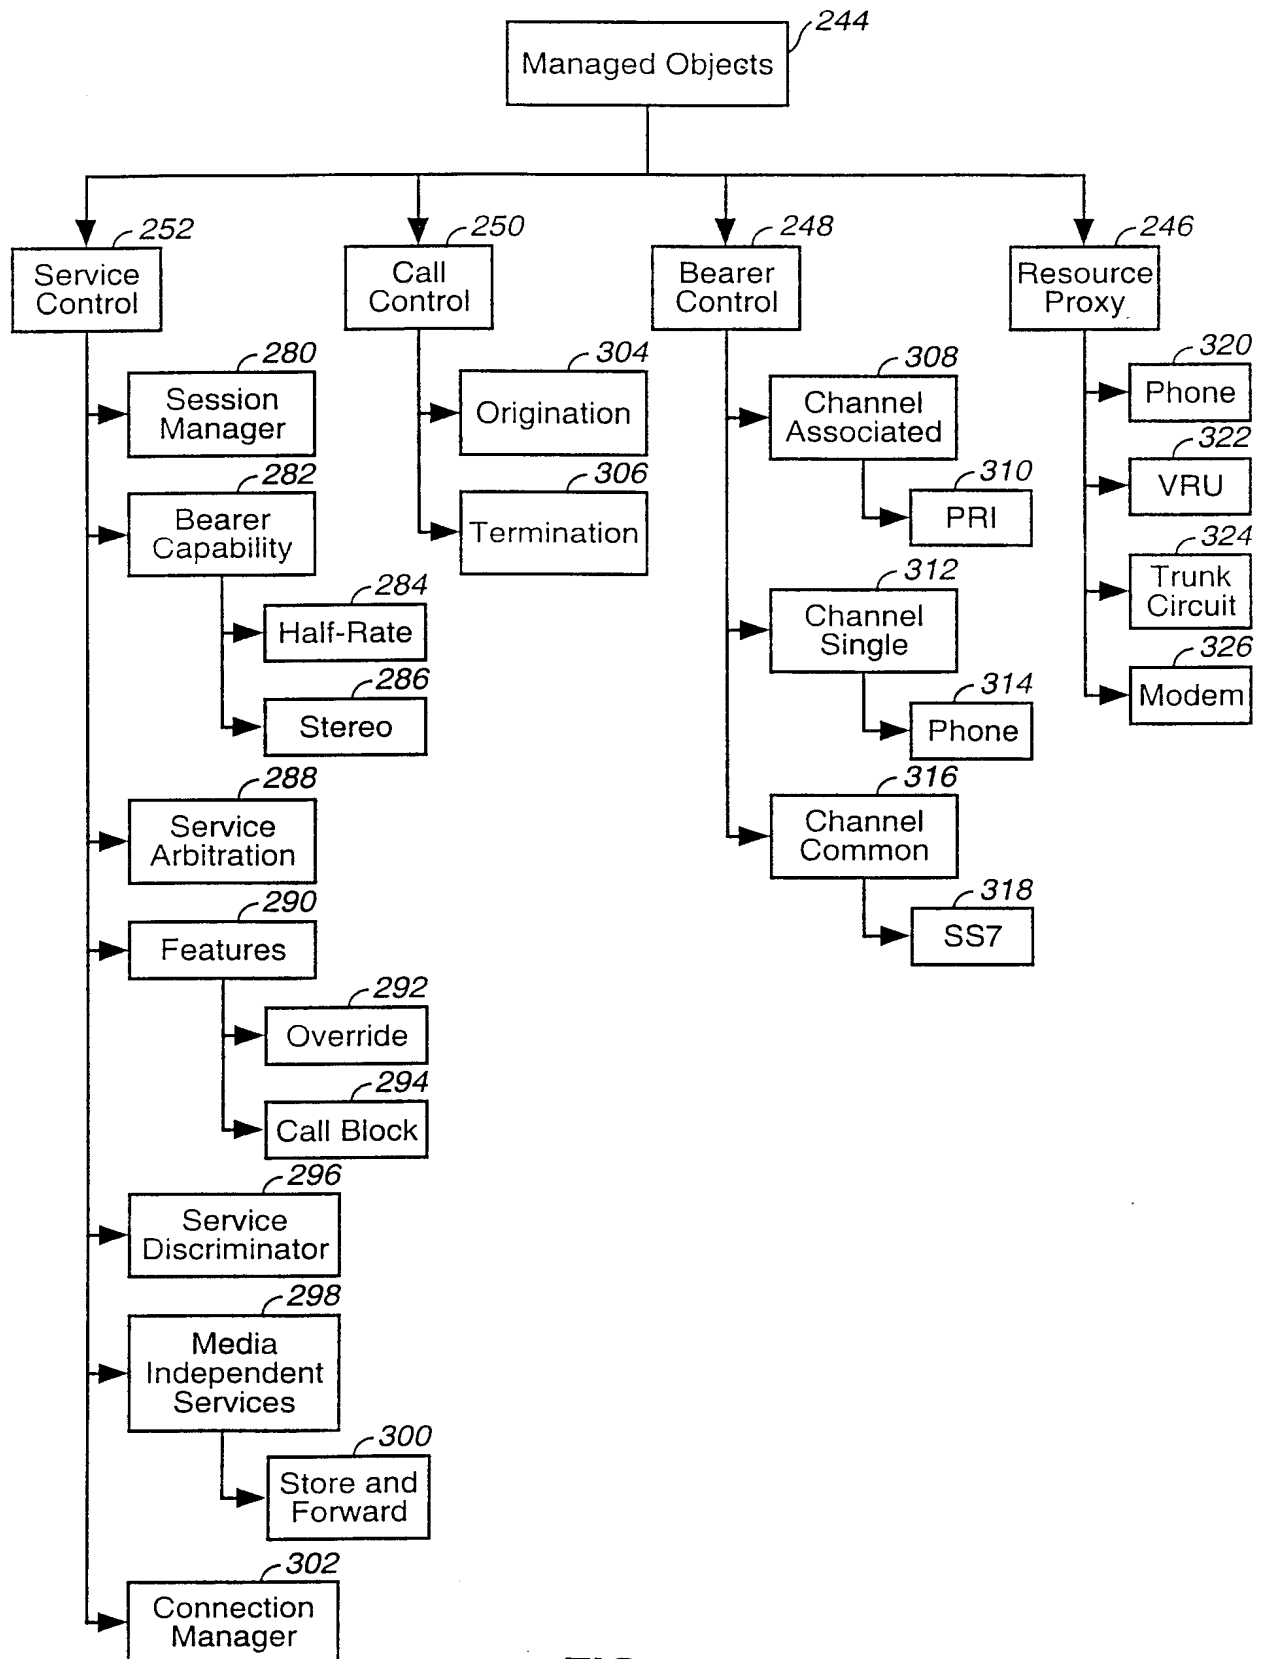 244
Managed Objects
252
Service
Control
250
Call
Control
248
Bearer
Control
246
Resource
Proxy
280
Session
Manager
282
Bearer
Capability
284
Half-Rate
286
Stereo
288
Service
Arbitration
290
Features
292
Override
294
Call Block
296
Service
Discriminator
298
Media
Independent
Services
300
Store and
Forward
302
Connection
Manager
304
Origination
306
Termination
308
Channel
Associated
310
PRI
312
Channel
Single
314
Phone
316
Channel
Common
318
SS7
320
Phone
322
VRU
324
Trunk
Circuit
326
Modem